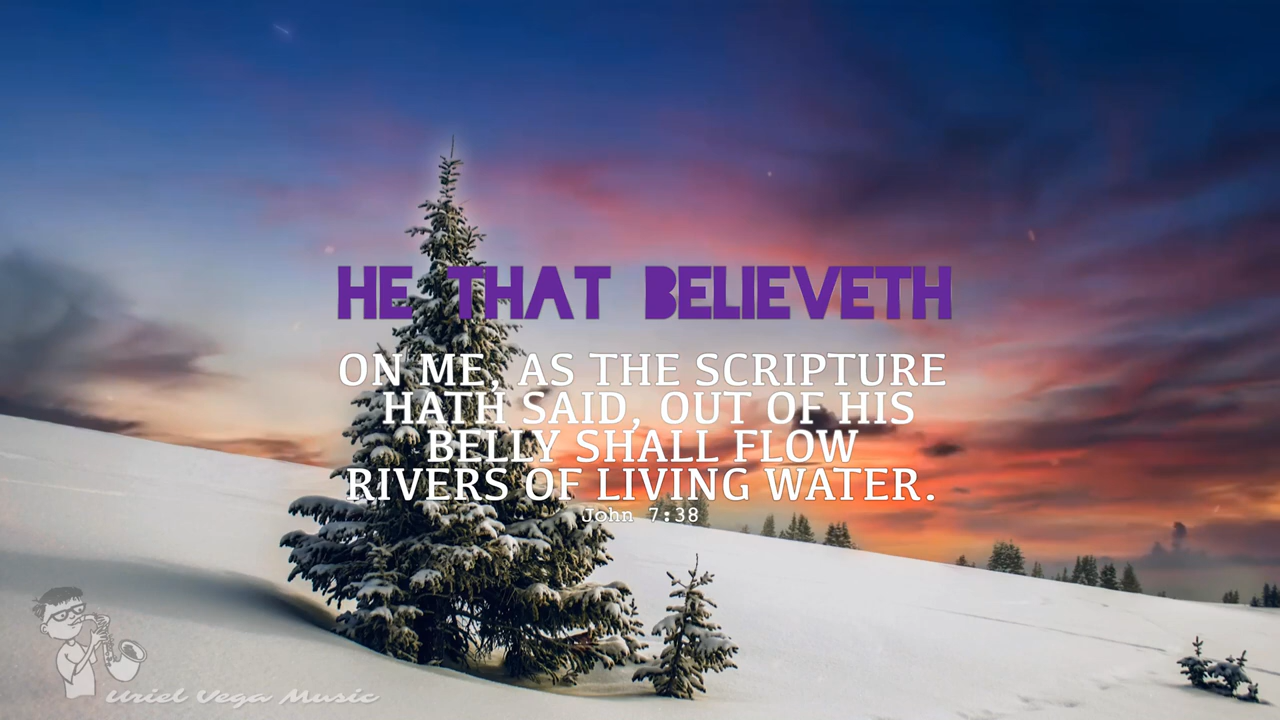 HE THAT BELIEVETH
ON ME, AS THE SCRIPTURE
HATH SAID, OUT OF HIS
BELLY SHALL FLOW
RIVERS OF LIVING WATER.
John 7:38
Uriel Vega Music